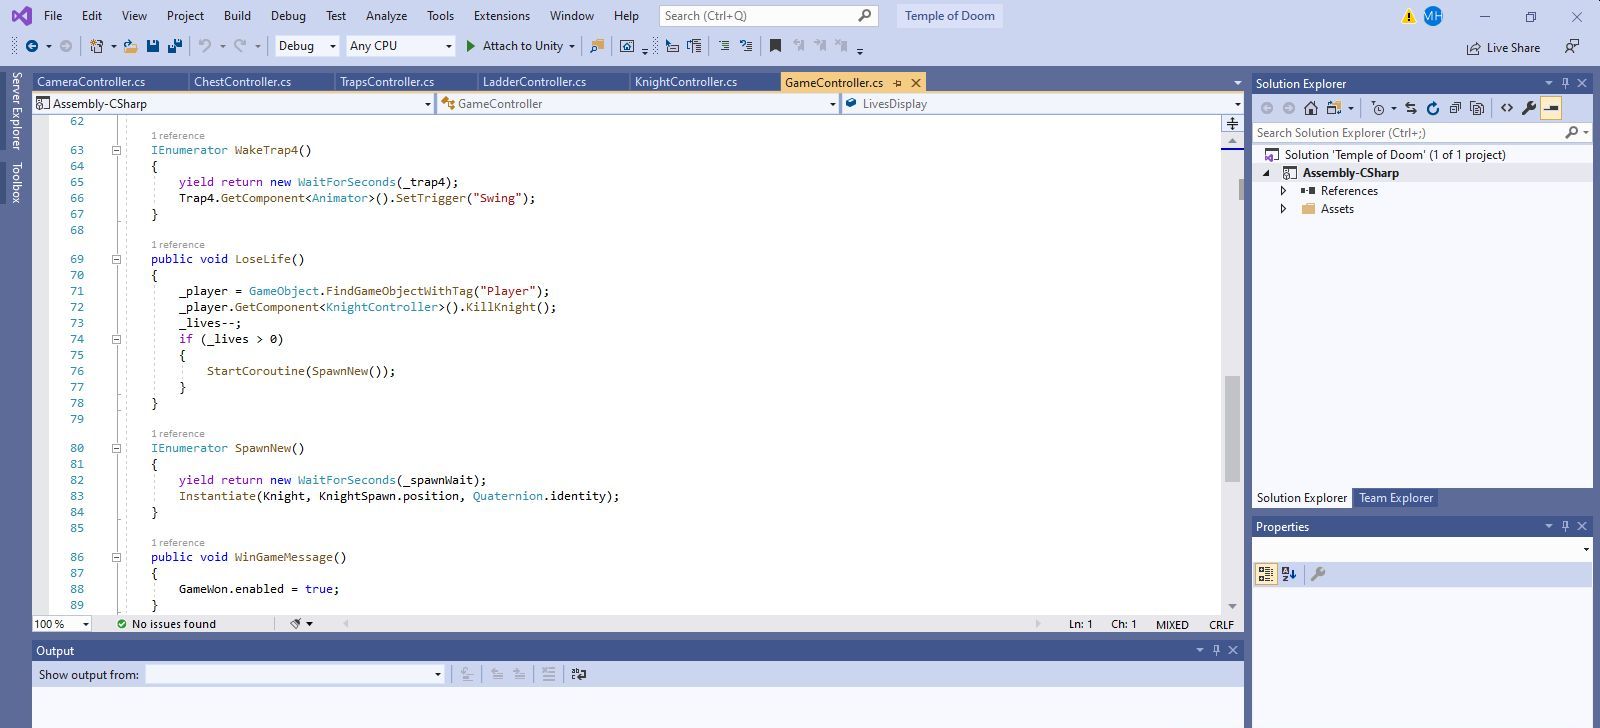 File Edit View Project Build Debug Test Analyze Tools Extensions Window Help Search (Ctrl+Q) Temple of Doom MH
Debug Any CPU Attach to Unity Live Share
Server Explorer
Toolbox
CameraController.cs ChestController.cs TrapsController.cs LadderController.cs KnightController.cs GameController.cs
Assembly-CSharp GameController LivesDisplay
62
1 reference
63 IEnumerator WakeTrap4()
64 {
65 yield return new WaitForSeconds(_trap4);
66 Trap4.GetComponent<Animator>().SetTrigger("Swing");
67 }
68
1 reference
69 public void LoseLife()
70 {
71 _player = GameObject.FindGameObjectWithTag("Player");
72 _player.GetComponent<KnightController>().KillKnight();
73 _lives--;
74 if (_lives > 0)
75 {
76 StartCoroutine(SpawnNew());
77 }
78 }
79
1 reference
80 IEnumerator SpawnNew()
81 {
82 yield return new WaitForSeconds(_spawnWait);
83 Instantiate(Knight, KnightSpawn.position, Quaternion.identity);
84 }
85
1 reference
86 public void WinGameMessage()
87 {
88 GameWon.enabled = true;
89 }
100 % No issues found Ln: 1 Ch: 1 MIXED CRLF
Output
Show output from:
Solution Explorer
Search Solution Explorer (Ctrl+;)
Solution 'Temple of Doom' (1 of 1 project)
Assembly-CSharp
References
Assets
Solution Explorer Team Explorer
Properties